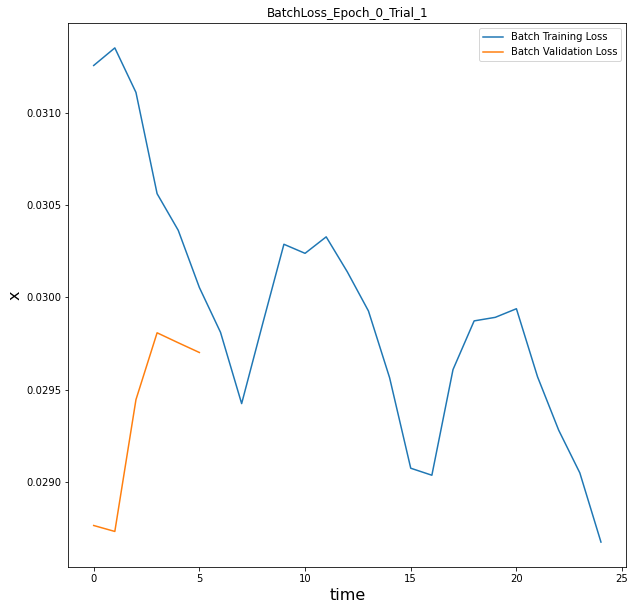 BatchLoss_Epoch_0_Trial_1
Batch Training Loss
Batch Validation Loss
x
0.0310
0.0305
0.0300
0.0295
0.0290
0
5
10
15
20
25
time